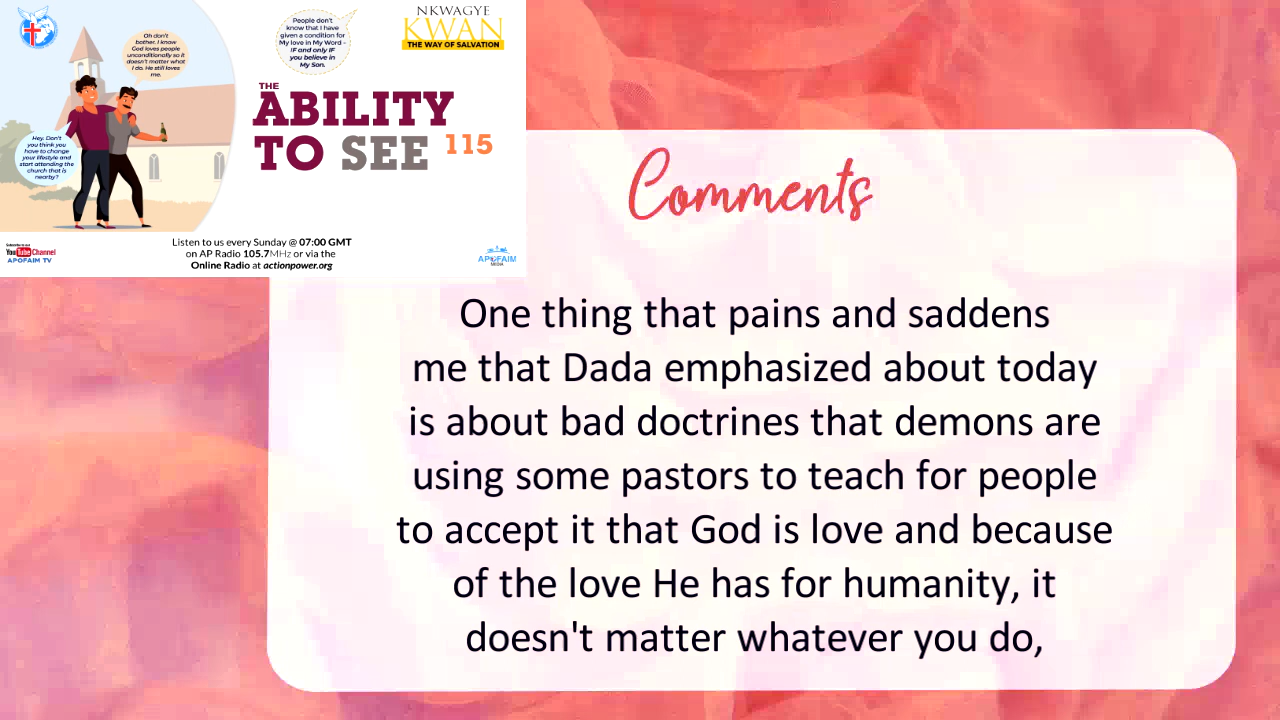 NKWAGYE
KWAN
THE WAY OF SALVATION
People don't
know that I have
given a condition for
My love in My Word -
IF and only IF
you believe in
My Son.
Oh don't
bother. I know
God loves people
unconditionally so it
doesn't matter what
I do. He still loves
me.
Hey, Don't
you think you
have to change
your lifestyle and
start attending the
church that is
nearby?
THE
ABILITY
TO SEE 115
Subscribe to our
YouTube Channel
APOFAIM TV
Listen to us every Sunday @ 07:00 GMT
on AP Radio 105.7MHz or via the
Online Radio at actionpower.org
APOFAIM
MEDIA
Comments
One thing that pains and saddens
me that Dada emphasized about today
is about bad doctrines that demons are
using some pastors to teach for people
to accept it that God is love and because
of the love He has for humanity, it
doesn't matter whatever you do,